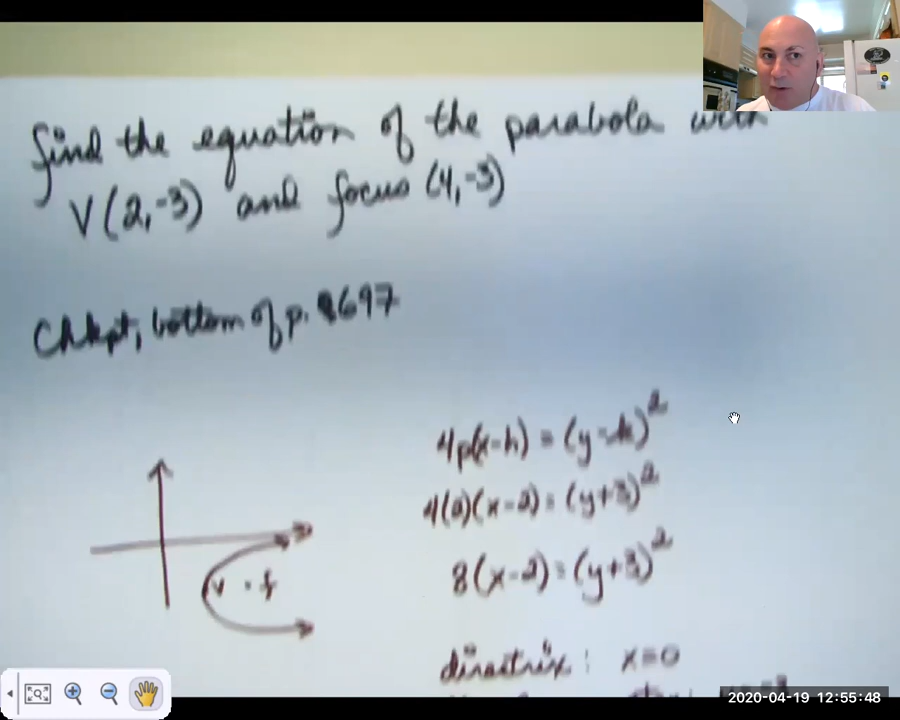 find the equation of the parabola with
V(2,-3) and focus (4,-3)
Chkpt, bottom of p. 697
4p(x-h) = (y-k)²
4(2)(x-2) = (y+3)²
V . f
8(x-2) = (y+3)²
directrix: x=0
2020-04-19 12:55:48